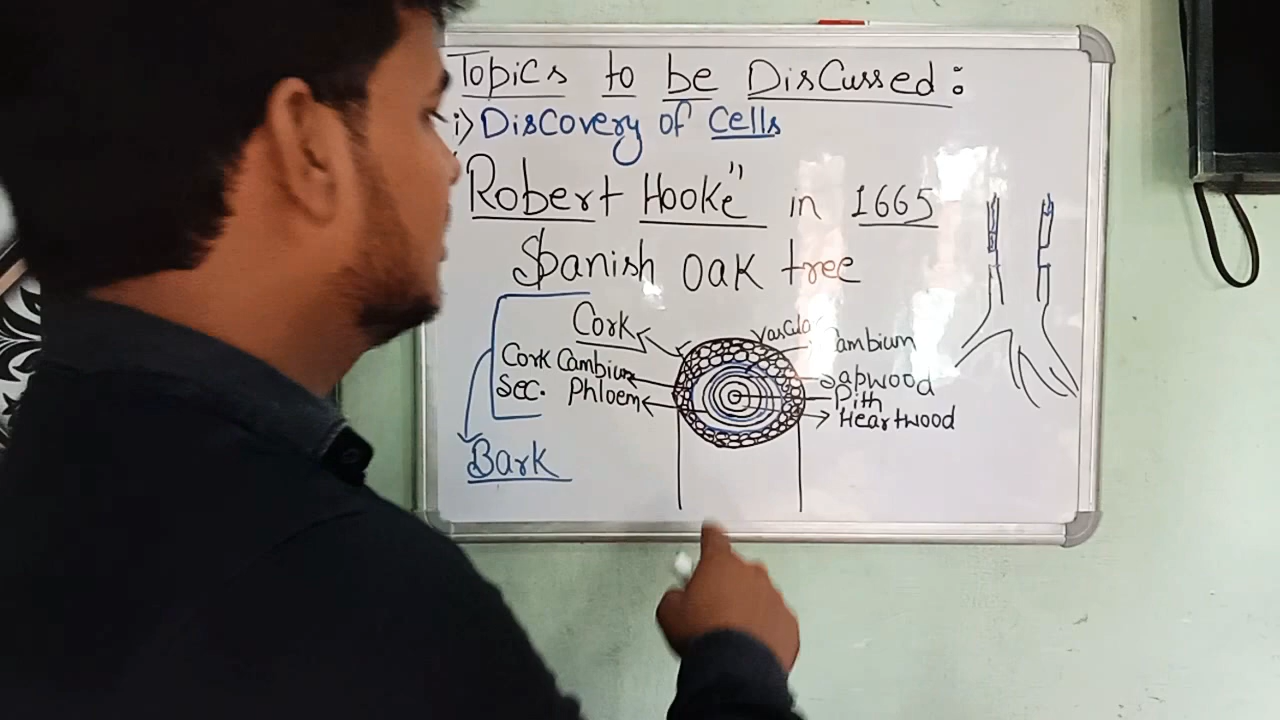 Topics to be Discussed:
i) Discovery of Cells
"Robert Hooke" in 1665
Spanish oak tree
Cork
Vascula
Cambium
Cork Cambium
Sapwood
Sec. Phloem
Pith
Heartwood
Bark